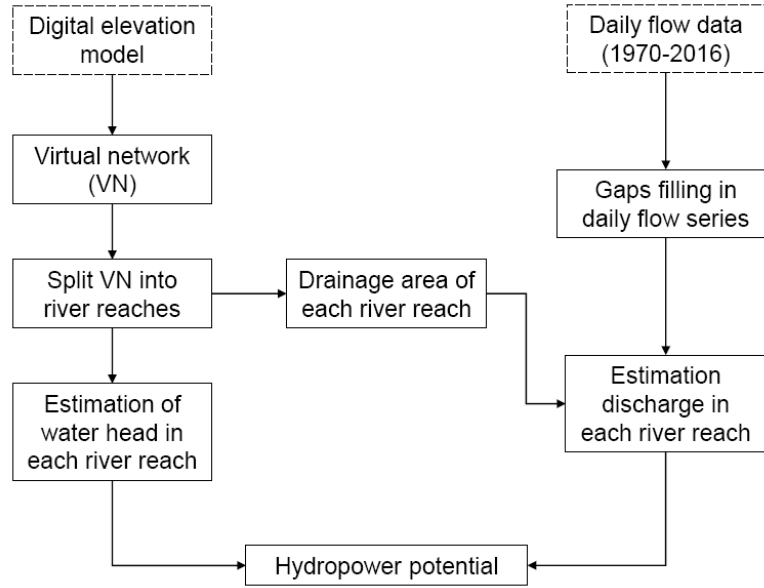 Digital elevation
model
Daily flow data
(1970-2016)
Virtual network
(VN)
Gaps filling in
daily flow series
Split VN into
river reaches
Drainage area of
each river reach
Estimation of
water head in
each river reach
Estimation
discharge in
each river reach
Hydropower potential